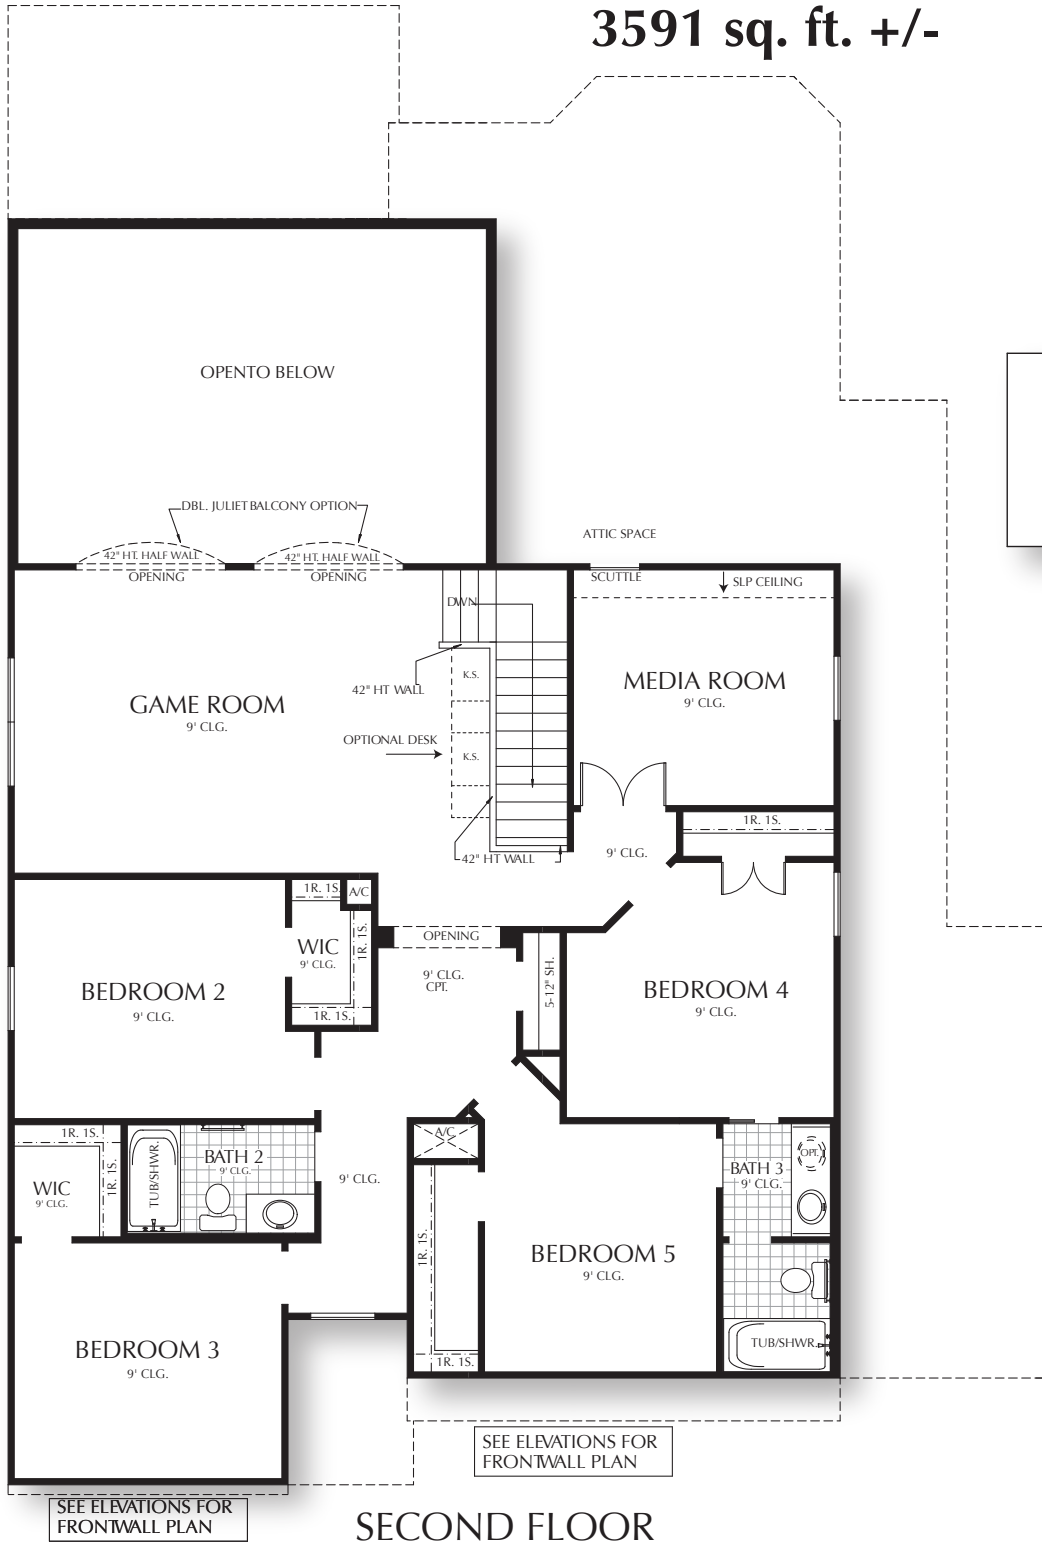 3591 sq. ft. +/-
OPENTO BELOW
DBL. JULIET BALCONY OPTION
42" HT. HALF WALL
42" HT. HALF WALL
OPENING
OPENING
ATTIC SPACE
SCUTTLE
SLP CEILING
DWN
K.S.
42" HT WALL
GAME ROOM
9' CLG.
MEDIA ROOM
9' CLG.
OPTIONAL DESK
K.S.
1R. 1S.
42" HT WALL
9' CLG.
1R. 1S.
A/C
1R. 1S.
WIC
9' CLG.
OPENING
9' CLG.
CPT.
5-12" SH.
BEDROOM 2
9' CLG.
1R. 1S.
BEDROOM 4
9' CLG.
1R. 1S.
1R. 1S.
WIC
9' CLG.
TUB/SHWR.
BATH 2
9' CLG.
9' CLG.
A/C
OPT.
BATH 3
9' CLG.
1R. 1S.
BEDROOM 5
9' CLG.
BEDROOM 3
9' CLG.
1R. 1S.
TUB/SHWR.
SEE ELEVATIONS FOR
FRONTWALL PLAN
SEE ELEVATIONS FOR
FRONTWALL PLAN
SECOND FLOOR